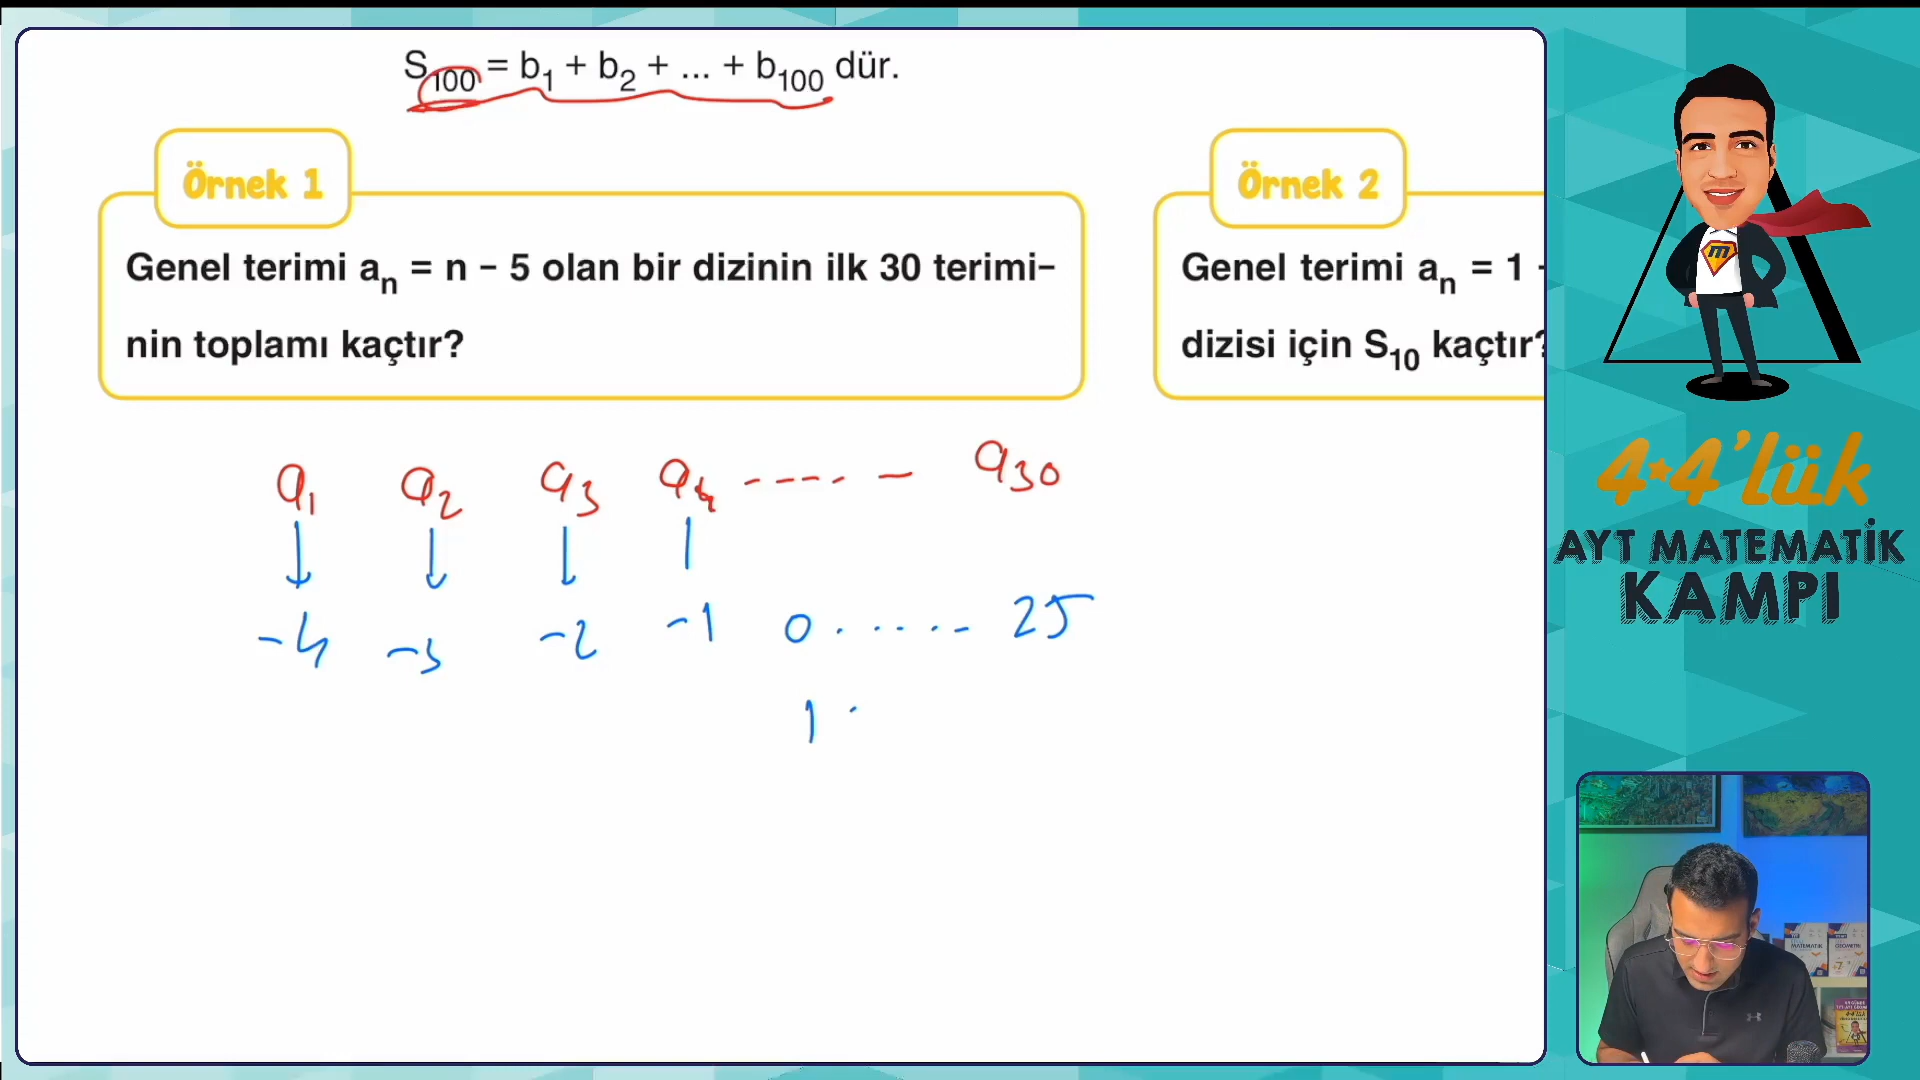 S100 = b1 + b2 + ... + b100 dür.
Örnek 1
Genel terimi an = n – 5 olan bir dizinin ilk 30 terimi–
nin toplamı kaçtır?
Örnek 2
Genel terimi an = 1
dizisi için S10 kaçtır?
a1 a2 a3 a4 ----- – a30
-4 -3 -2 -1 0 ..... 25
1 .
4*4'lük
AYT MATEMATİK
KAMPI
MATEMATİK
GEOMETRİ